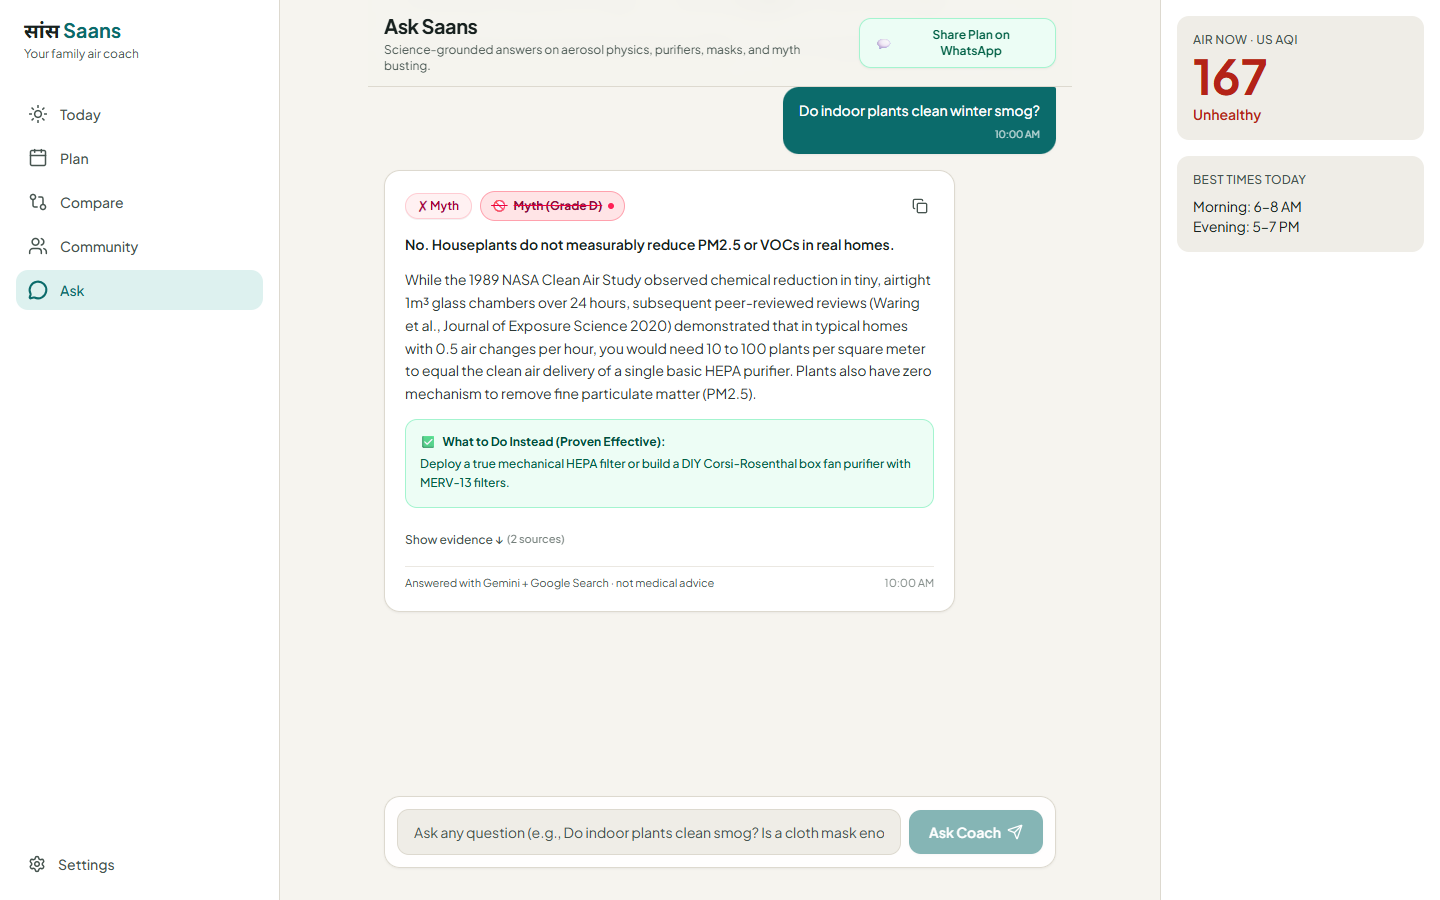 सांस Saans
Your family air coach
Today
Plan
Compare
Community
Ask
Settings
Ask Saans
Science-grounded answers on aerosol physics, purifiers, masks, and myth
busting.
Share Plan on
WhatsApp
Do indoor plants clean winter smog?
10:00 AM
✗ Myth
Myth (Grade D)
No. Houseplants do not measurably reduce PM2.5 or VOCs in real homes.
While the 1989 NASA Clean Air Study observed chemical reduction in tiny, airtight
1m³ glass chambers over 24 hours, subsequent peer-reviewed reviews (Waring
et al., Journal of Exposure Science 2020) demonstrated that in typical homes
with 0.5 air changes per hour, you would need 10 to 100 plants per square meter
to equal the clean air delivery of a single basic HEPA purifier. Plants also have zero
mechanism to remove fine particulate matter (PM2.5).
✅ What to Do Instead (Proven Effective):
Deploy a true mechanical HEPA filter or build a DIY Corsi-Rosenthal box fan purifier with
MERV-13 filters.
Show evidence ↓ (2 sources)
Answered with Gemini + Google Search · not medical advice
10:00 AM
Ask any question (e.g., Do indoor plants clean smog? Is a cloth mask eno
Ask Coach
AIR NOW · US AQI
167
Unhealthy
BEST TIMES TODAY
Morning: 6–8 AM
Evening: 5–7 PM